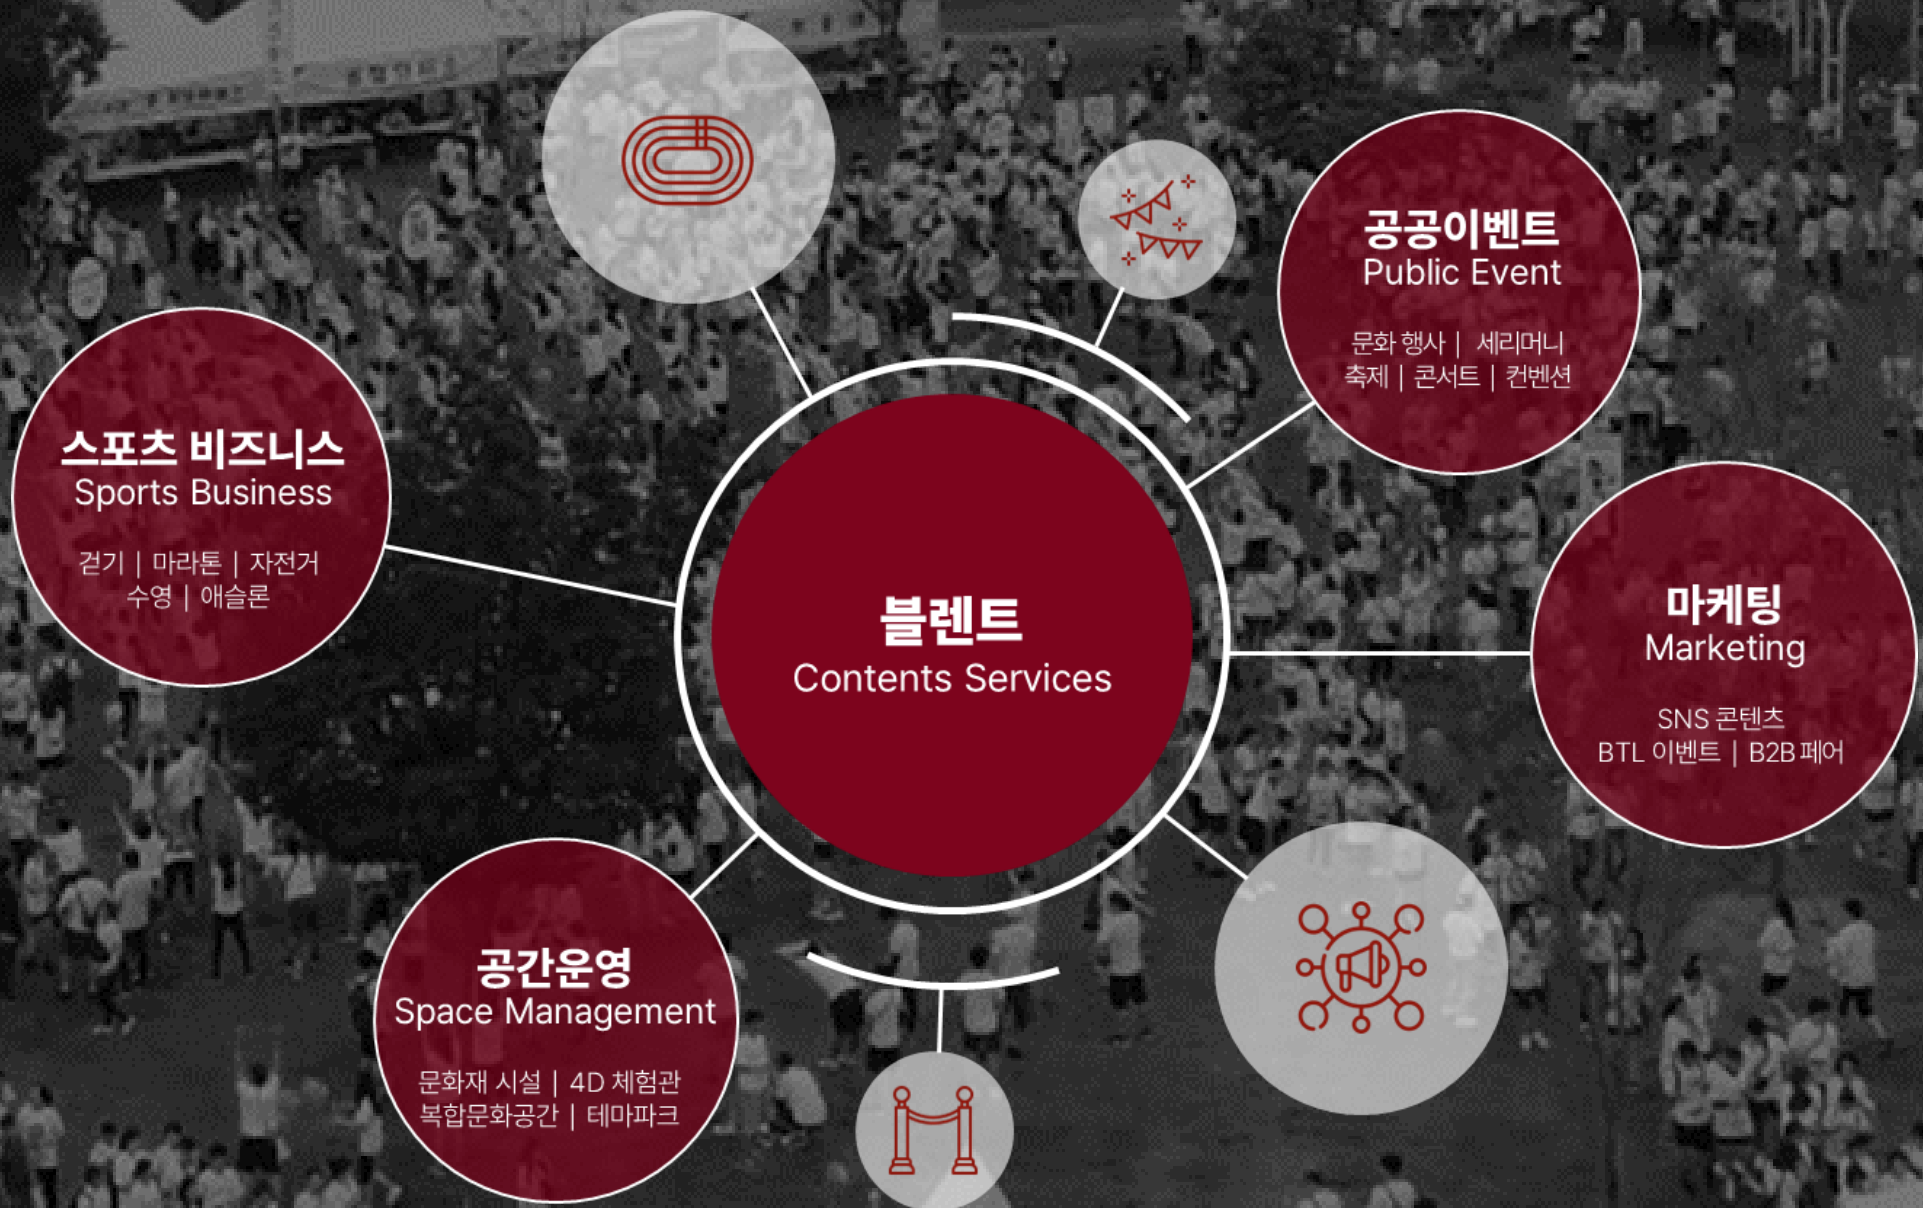 공공이벤트
Public Event
문화 행사 | 세리머니
축제 | 콘서트 | 컨벤션
스포츠 비즈니스
Sports Business
걷기 | 마라톤 | 자전거
수영 | 애슬론
블렌트
Contents Services
마케팅
Marketing
SNS 콘텐츠
BTL 이벤트 | B2B 페어
공간운영
Space Management
문화재 시설 | 4D 체험관
복합문화공간 | 테마파크